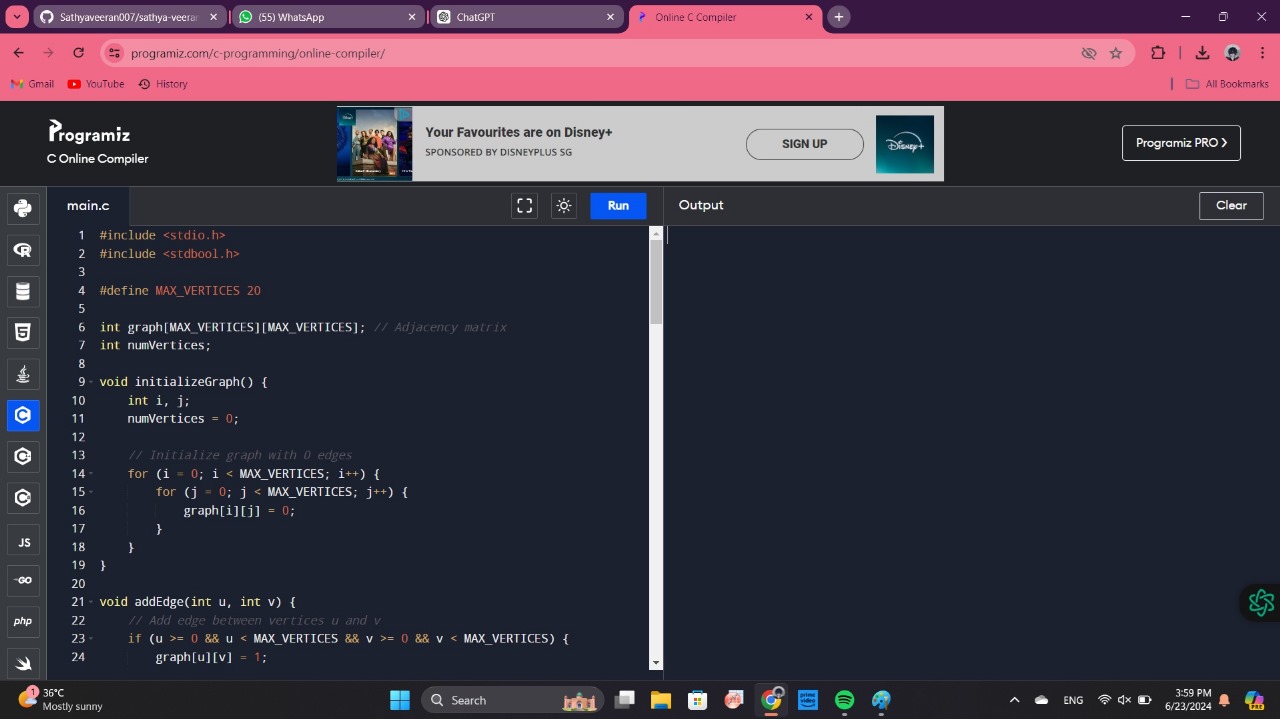 Sathyaveeran007/sathya-veeran
(55) WhatsApp
ChatGPT
Online C Compiler
programiz.com/c-programming/online-compiler/
Gmail
YouTube
History
All Bookmarks
Programiz
C Online Compiler
Your Favourites are on Disney+
SPONSORED BY DISNEYPLUS SG
SIGN UP
Disney+
Programiz PRO
main.c
Run
Output
Clear
1 #include <stdio.h>
2 #include <stdbool.h>
3
4 #define MAX_VERTICES 20
5
6 int graph[MAX_VERTICES][MAX_VERTICES]; // Adjacency matrix
7 int numVertices;
8
9 void initializeGraph() {
10 int i, j;
11 numVertices = 0;
12
13 // Initialize graph with 0 edges
14 for (i = 0; i < MAX_VERTICES; i++) {
15 for (j = 0; j < MAX_VERTICES; j++) {
16 graph[i][j] = 0;
17 }
18 }
19 }
20
21 void addEdge(int u, int v) {
22 // Add edge between vertices u and v
23 if (u >= 0 && u < MAX_VERTICES && v >= 0 && v < MAX_VERTICES) {
24 graph[u][v] = 1;
JS
GO
php
1
36°C
Mostly sunny
Search
prime video
ENG
3:59 PM
6/23/2024